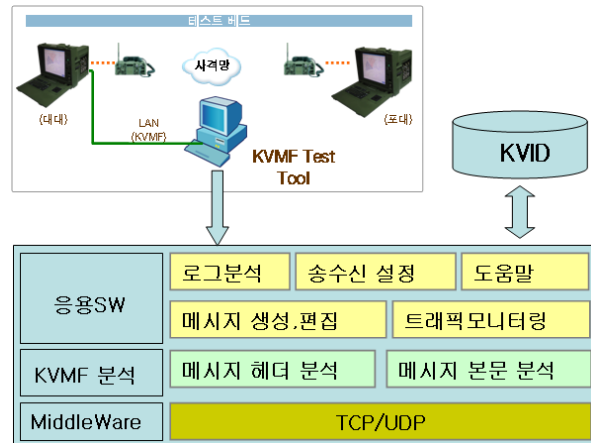 테스트 베드
사격망
{대대}
LAN
{KVMF}
{포대}
KVMF Test
Tool
KVID
응용SW
로그분석
송수신 설정
도움말
메시지 생성,편집
트래픽모니터링
KVMF 분석
메시지 헤더 분석
메시지 본문 분석
MiddleWare
TCP/UDP